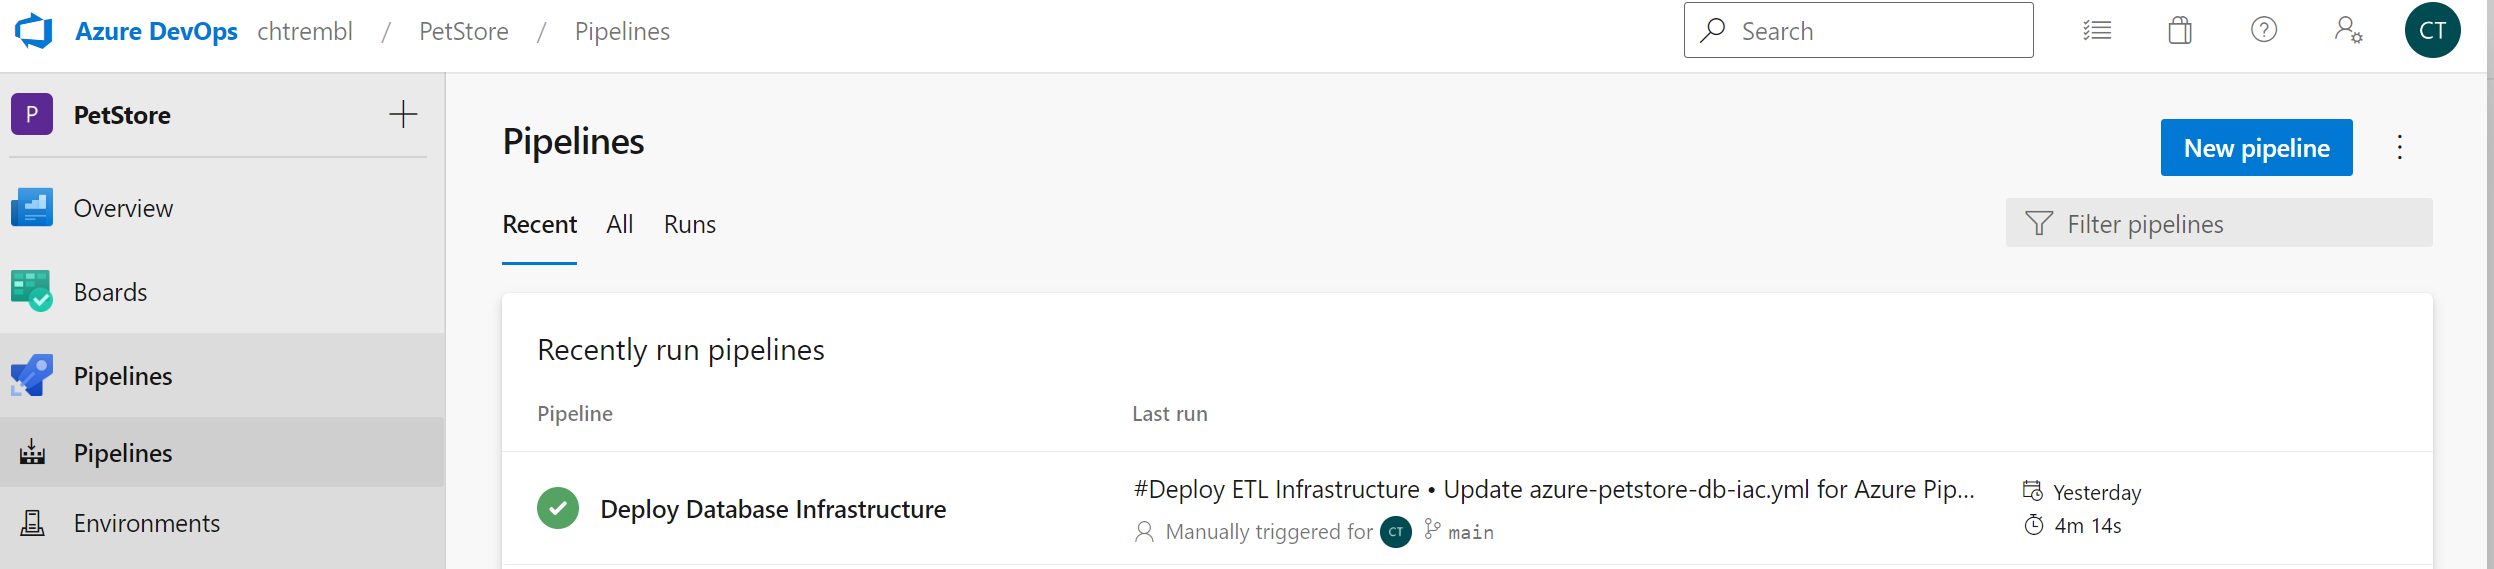 Azure DevOps chtrembl / PetStore / Pipelines Search CT
P PetStore
Overview
Boards
Pipelines
Pipelines
Environments
Pipelines New pipeline
Recent All Runs Filter pipelines
Recently run pipelines
Pipeline Last run
Deploy Database Infrastructure
#Deploy ETL Infrastructure • Update azure-petstore-db-iac.yml for Azure Pip...
Manually triggered for CT main
Yesterday
4m 14s